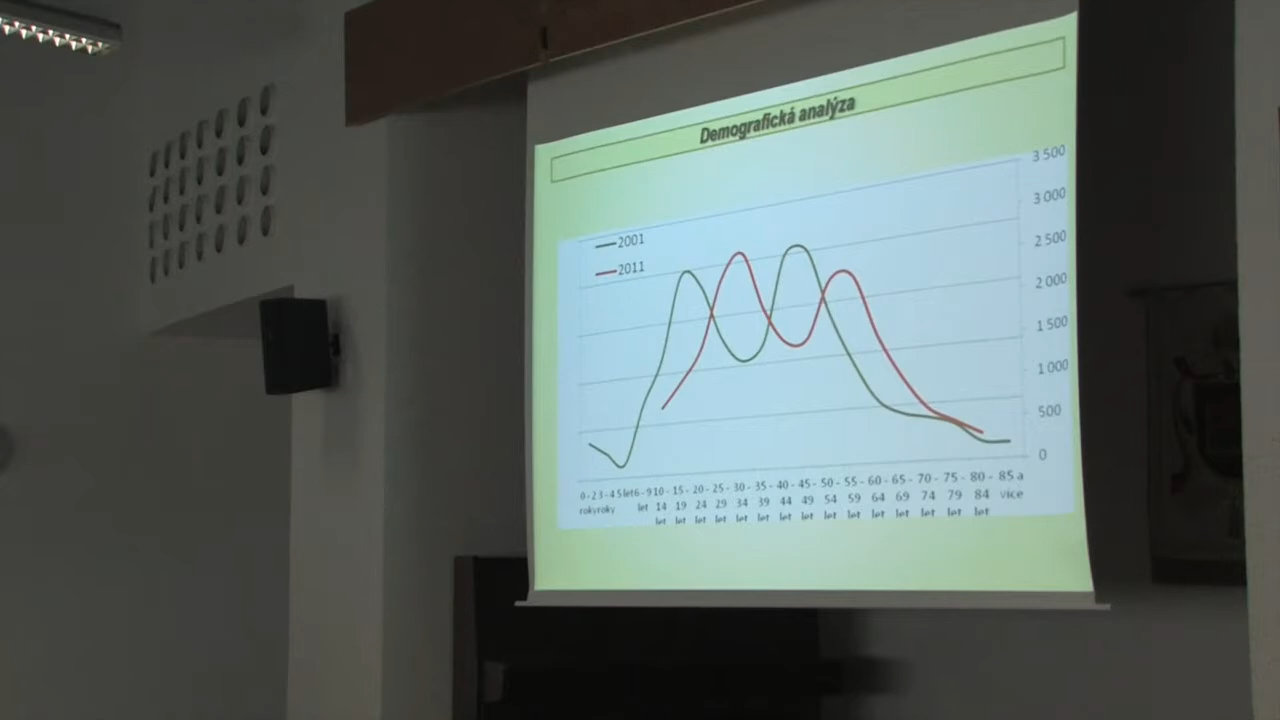 Demografická analýza
2001
2011
3 500
3 000
2 500
2 000
1 500
1 000
500
0
0 - 2 3 - 4 5 let 6 - 9 10 - 15 - 20 - 25 - 30 - 35 - 40 - 45 - 50 - 55 - 60 - 65 - 70 - 75 - 80 - 85 a
roky roky let 14 19 24 29 34 39 44 49 54 59 64 69 74 79 84 více
let let let let let let let let let let let let let let let